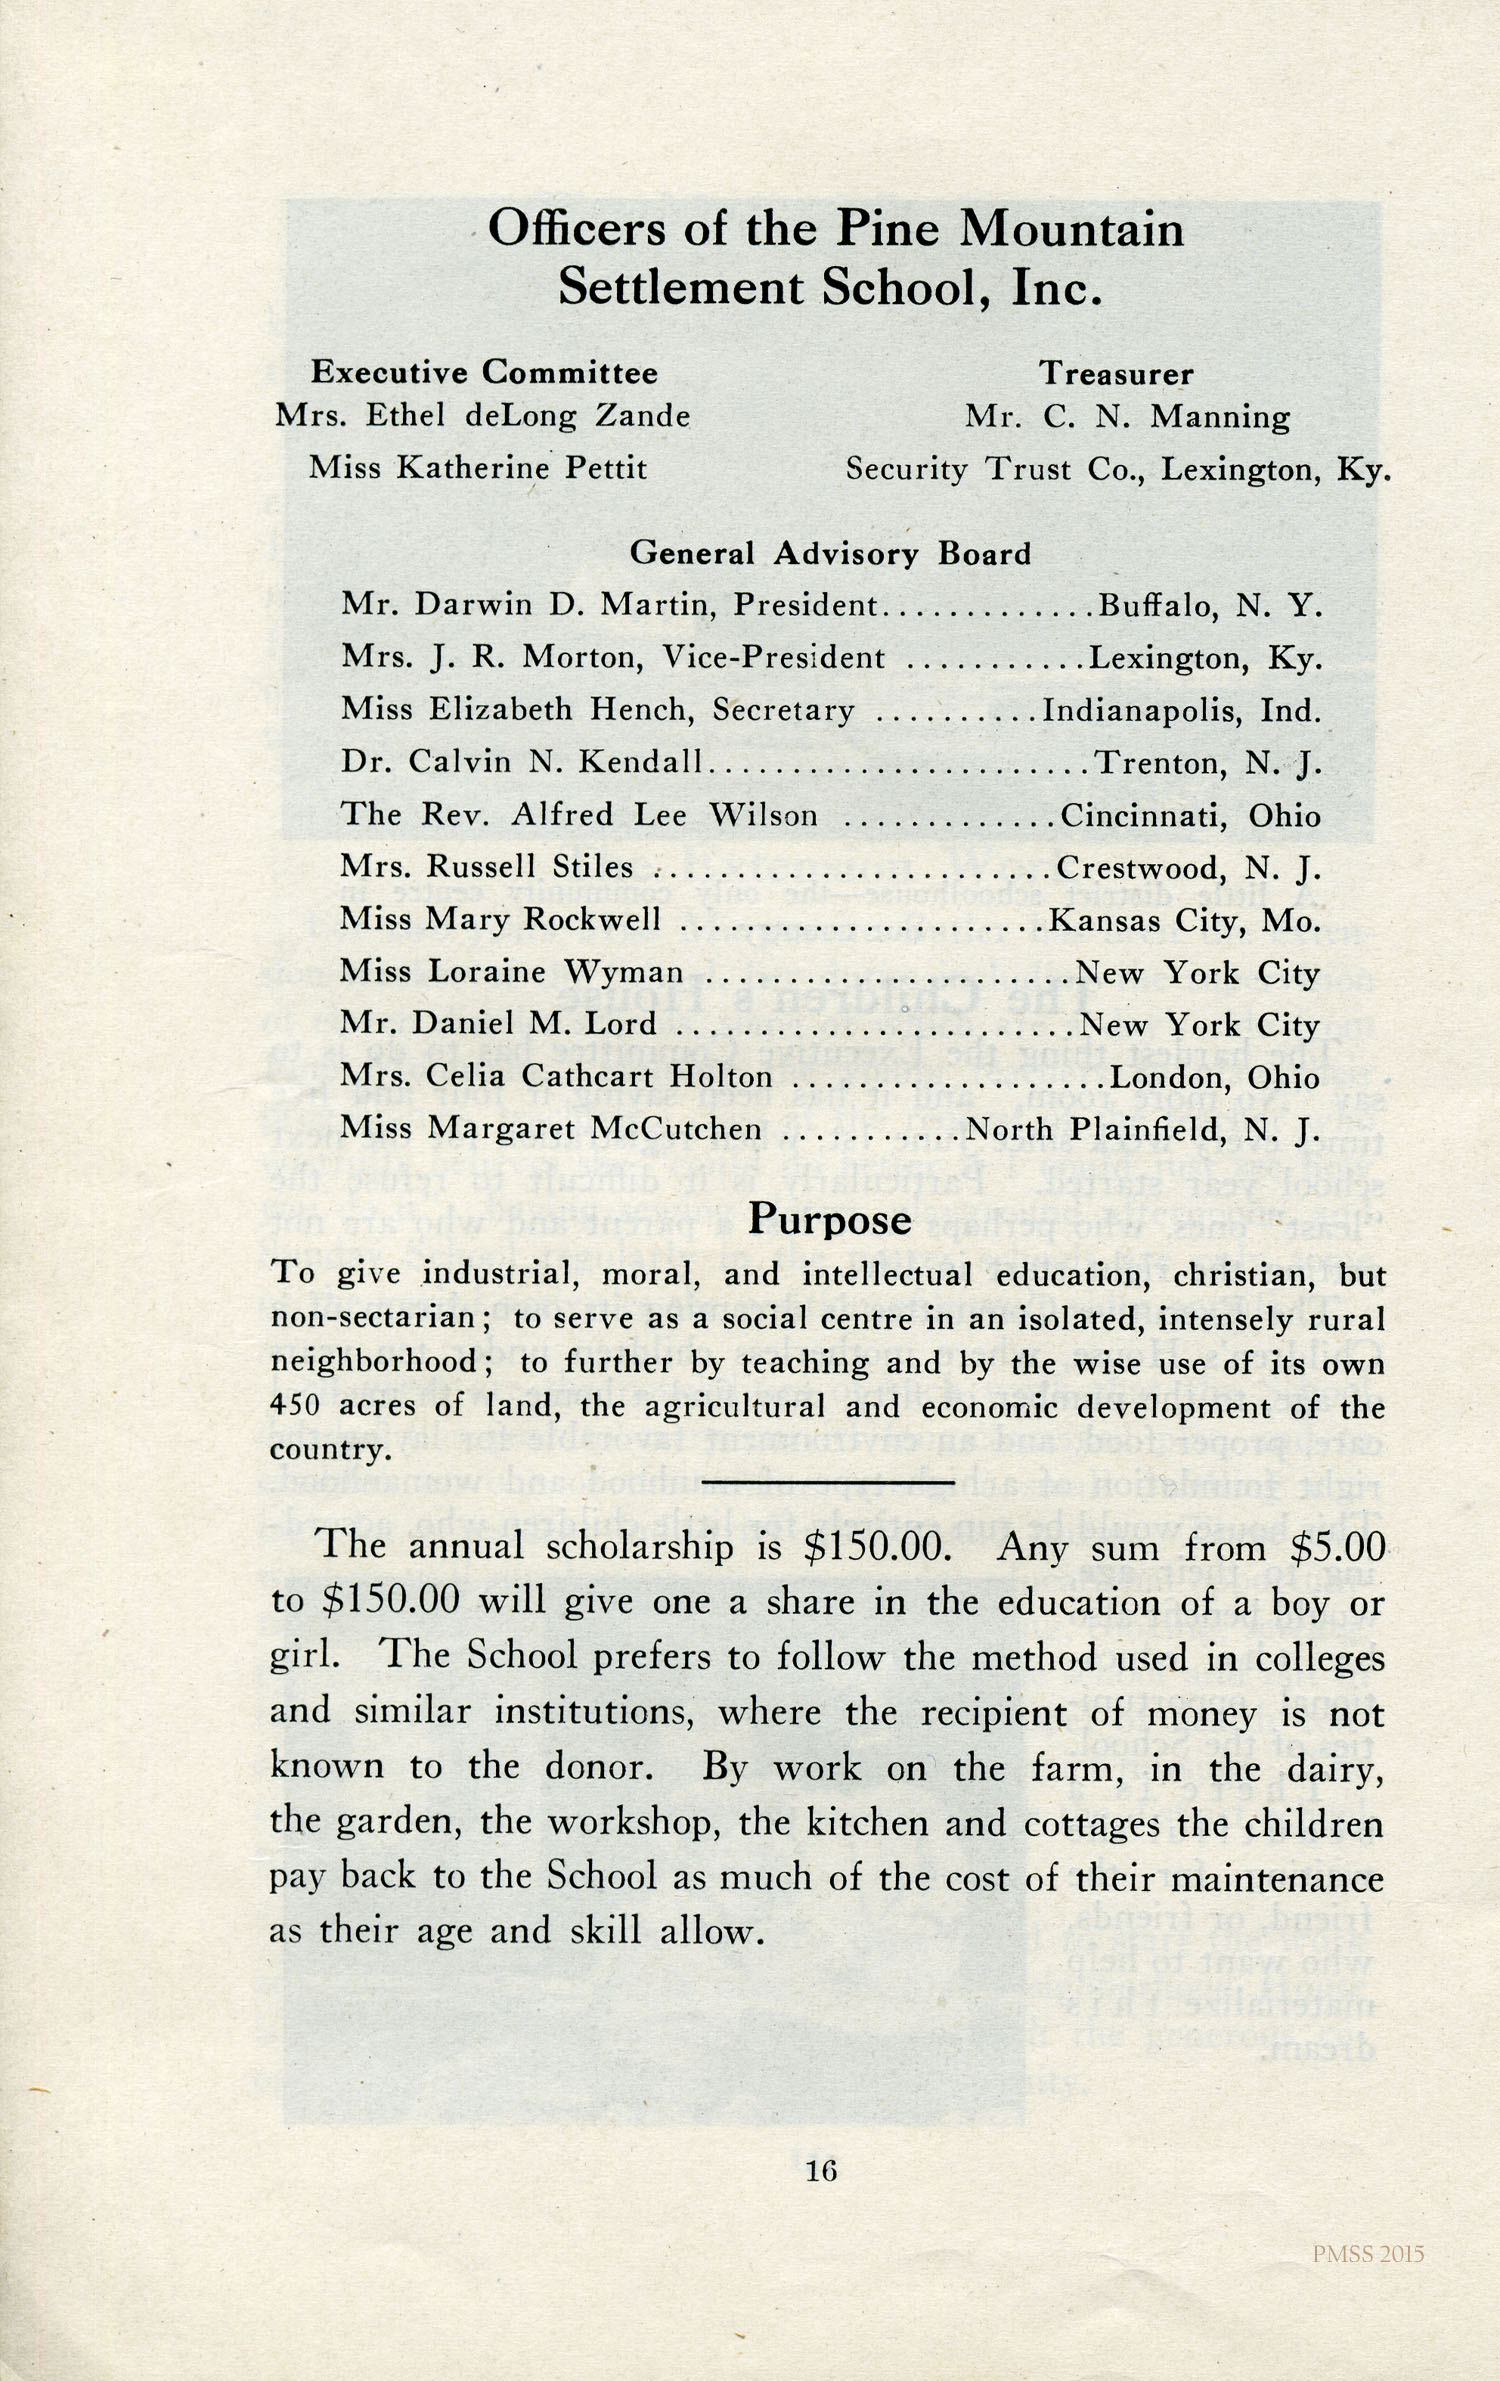 Officers of the Pine Mountain
Settlement School, Inc.
Executive Committee
Mrs. Ethel deLong Zande
Miss Katherine Pettit
Treasurer
Mr. C. N. Manning
Security Trust Co., Lexington, Ky.
General Advisory Board
Mr. Darwin D. Martin, President.............Buffalo, N. Y.
Mrs. J. R. Morton, Vice-President ...........Lexington, Ky.
Miss Elizabeth Hench, Secretary ..........Indianapolis, Ind.
Dr. Calvin N. Kendall.......................Trenton, N. J.
The Rev. Alfred Lee Wilson .............Cincinnati, Ohio
Mrs. Russell Stiles ........................Crestwood, N. J.
Miss Mary Rockwell ......................Kansas City, Mo.
Miss Loraine Wyman ......................New York City
Mr. Daniel M. Lord ........................New York City
Mrs. Celia Cathcart Holton ...................London, Ohio
Miss Margaret McCutchen ...........North Plainfield, N. J.
Purpose
To give industrial, moral, and intellectual education, christian, but
non-sectarian; to serve as a social centre in an isolated, intensely rural
neighborhood; to further by teaching and by the wise use of its own
450 acres of land, the agricultural and economic development of the
country.
The annual scholarship is $150.00. Any sum from $5.00
to $150.00 will give one a share in the education of a boy or
girl. The School prefers to follow the method used in colleges
and similar institutions, where the recipient of money is not
known to the donor. By work on the farm, in the dairy,
the garden, the workshop, the kitchen and cottages the children
pay back to the School as much of the cost of their maintenance
as their age and skill allow.
16
PMSS 2015